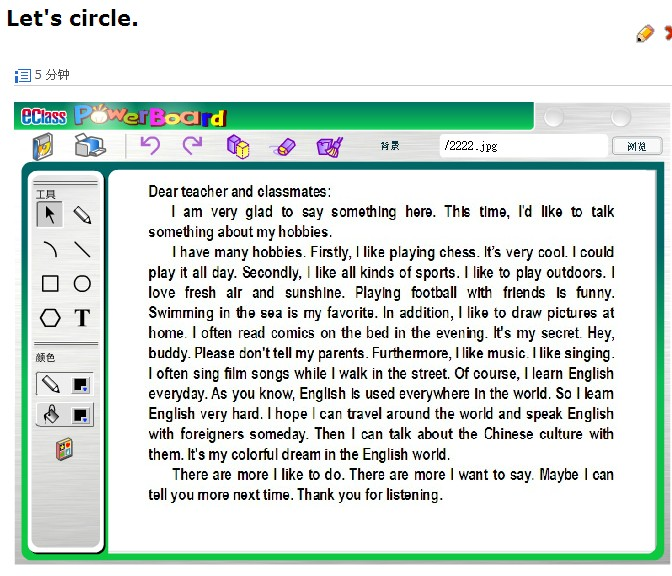 Let's circle.
5 分钟
eClass PowerBoard
背景
/2222.jpg
浏览
工具
T
颜色
Dear teacher and classmates:
I am very glad to say something here. This time, I'd like to talk
something about my hobbies.
I have many hobbies. Firstly, I like playing chess. It's very cool. I could
play it all day. Secondly, I like all kinds of sports. I like to play outdoors. I
love fresh air and sunshine. Playing football with friends is funny.
Swimming in the sea is my favorite. In addition, I like to draw pictures at
home. I often read comics on the bed in the evening. It's my secret. Hey,
buddy. Please don't tell my parents. Furthermore, I like music. I like singing.
I often sing film songs while I walk in the street. Of course, I learn English
everyday. As you know, English is used everywhere in the world. So I learn
English very hard. I hope I can travel around the world and speak English
with foreigners someday. Then I can talk about the Chinese culture with
them. It's my colorful dream in the English world.
There are more I like to do. There are more I want to say. Maybe I can
tell you more next time. Thank you for listening.